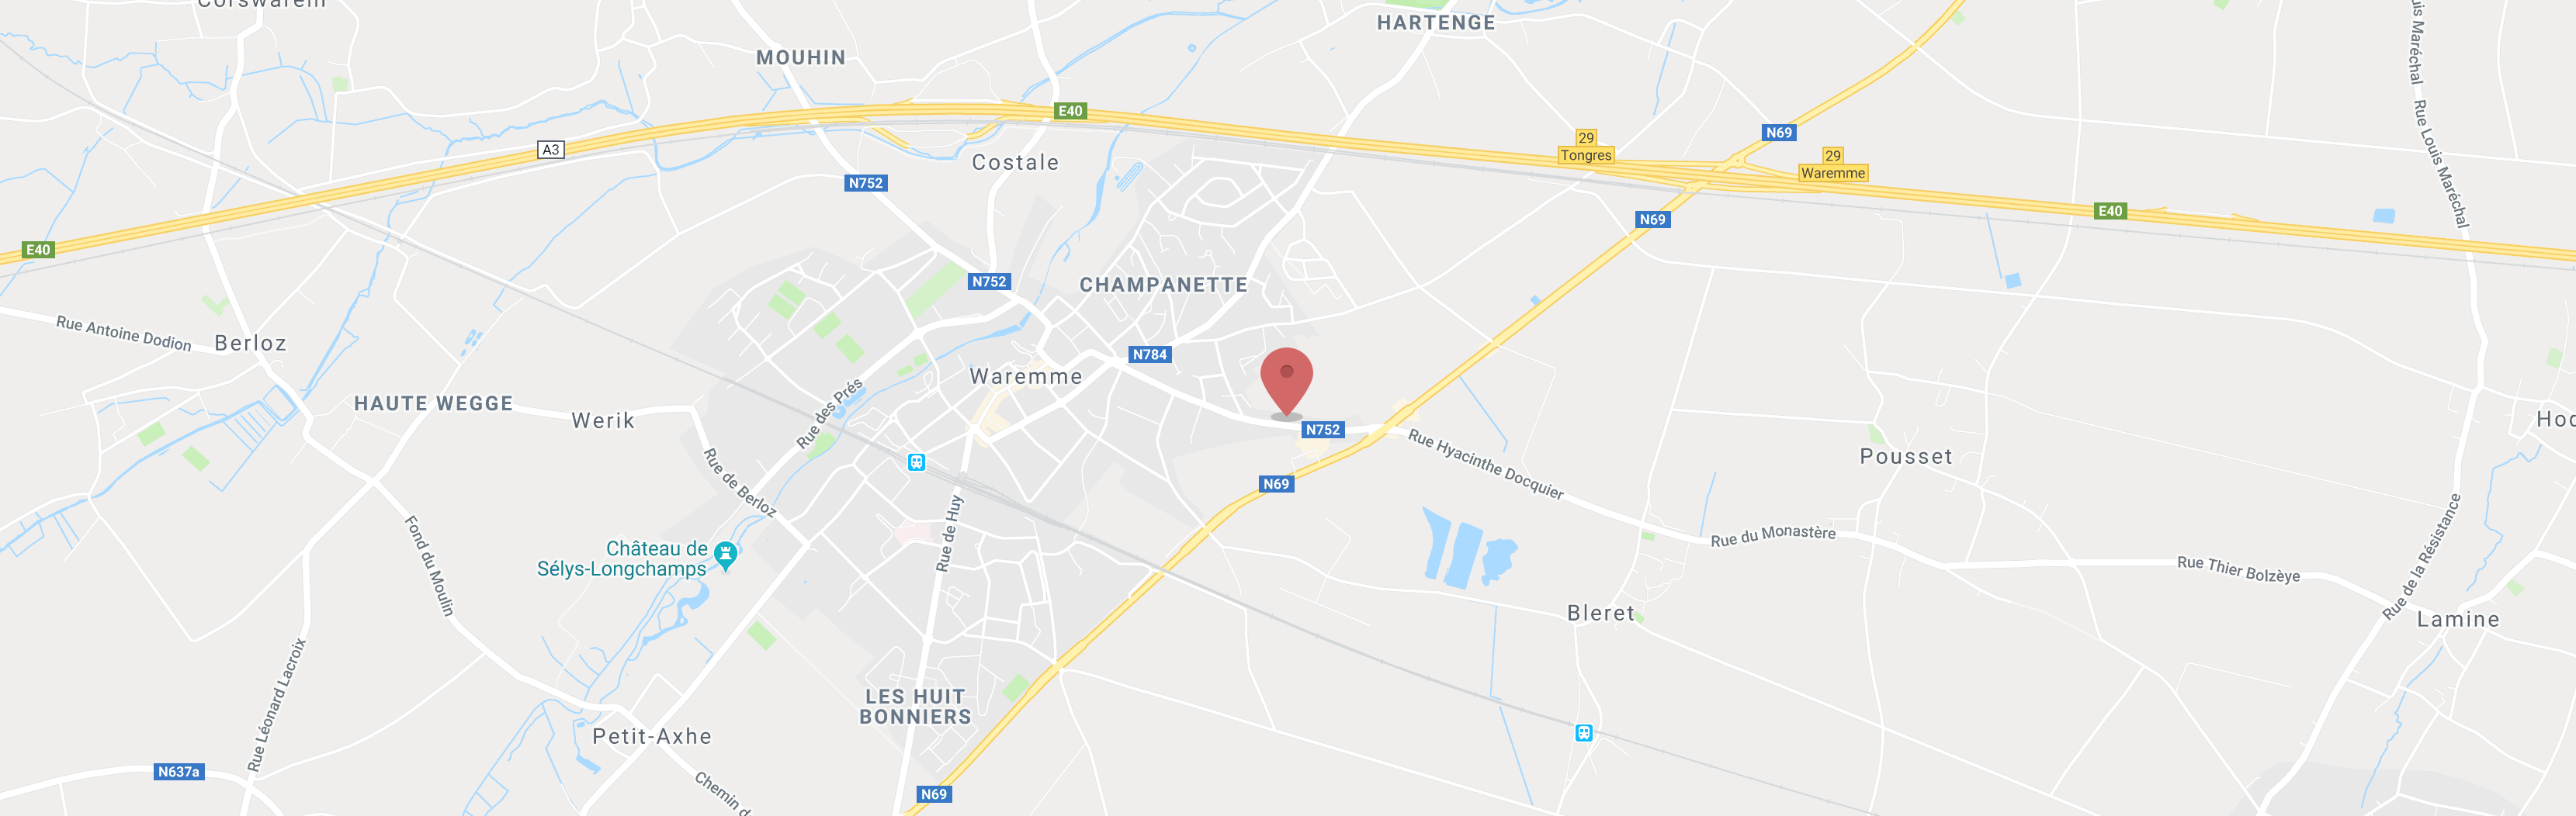 Corswarem
HARTENGE
MOUHIN
E40
A3
Costale
N752
29
Tongres
N69
29
Waremme
N69
E40
E40
Rue Louis Maréchal
N752
CHAMPANETTE
Rue Antoine Dodion
Berloz
N784
Waremme
HAUTE WEGGE
Werik
Rue des Prés
N752
Rue Hyacinthe Docquier
Pousset
Rue de Berloz
N69
Rue de Huy
Fond du Moulin
Château de
Sélys-Longchamps
Rue du Monastère
Rue Thier Bolzèye
Rue de la Résistance
Bleret
Lamine
Rue Léonard Lacroix
LES HUIT
BONNIERS
Petit-Axhe
N637a
Chemin d
N69